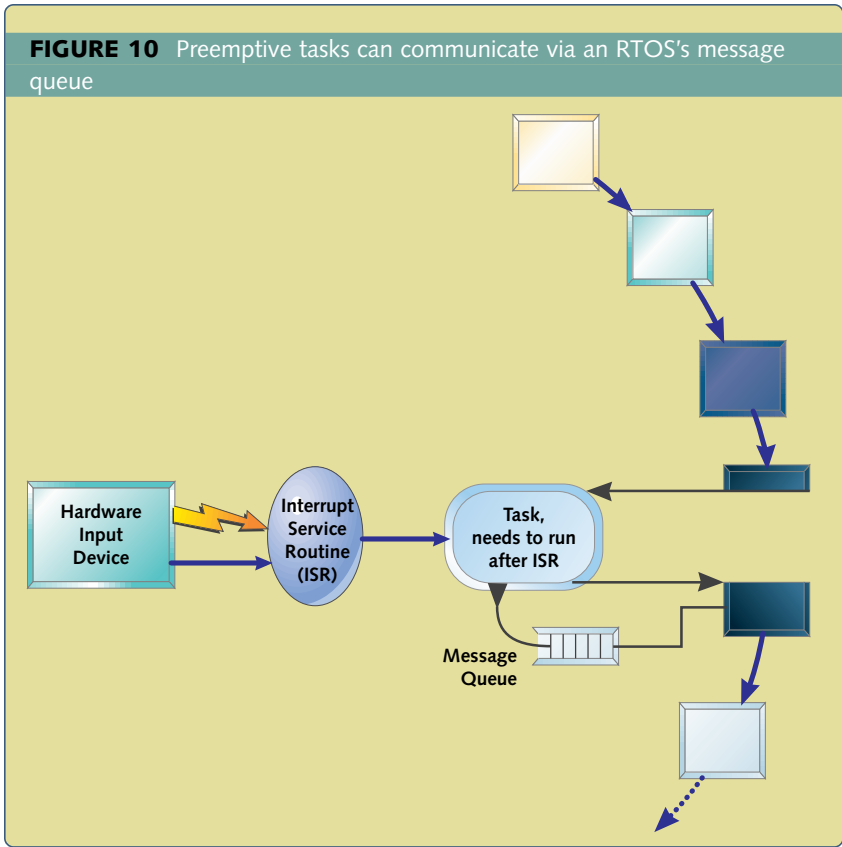 FIGURE 10 Preemptive tasks can communicate via an RTOS's message
queue
Hardware
Input
Device
Interrupt
Service
Routine
(ISR)
Task,
needs to run
after ISR
Message
Queue